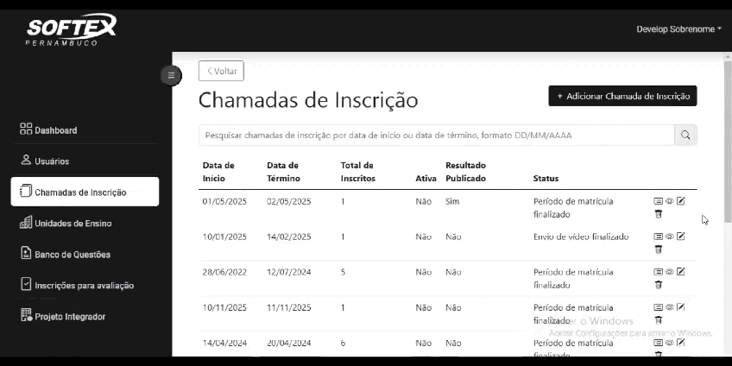 SOFTEX
PERNAMBUCO
Develop Sobrenome
Voltar
Chamadas de Inscrição
+ Adicionar Chamada de Inscrição
Pesquisar chamadas de inscrição por data de início ou data de término, formato DD/MM/AAAA
Dashboard
Usuários
Chamadas de Inscrição
Unidades de Ensino
Banco de Questões
Inscrições para avaliação
Projeto Integrador
Data de Início Data de Término Total de Inscritos Ativa Resultado Publicado Status
01/05/2025 02/05/2025 1 Não Sim Período de matrícula finalizado
10/01/2025 14/02/2025 1 Não Não Envio de vídeo finalizado
28/06/2022 12/07/2024 5 Não Não Período de matrícula finalizado
10/11/2025 11/11/2025 1 Não Não Período de matrícula finalizado
14/04/2024 20/04/2024 6 Não Não Período de matrícula finalizado
o Windows
Acesse Configurações para ativar o Windows.